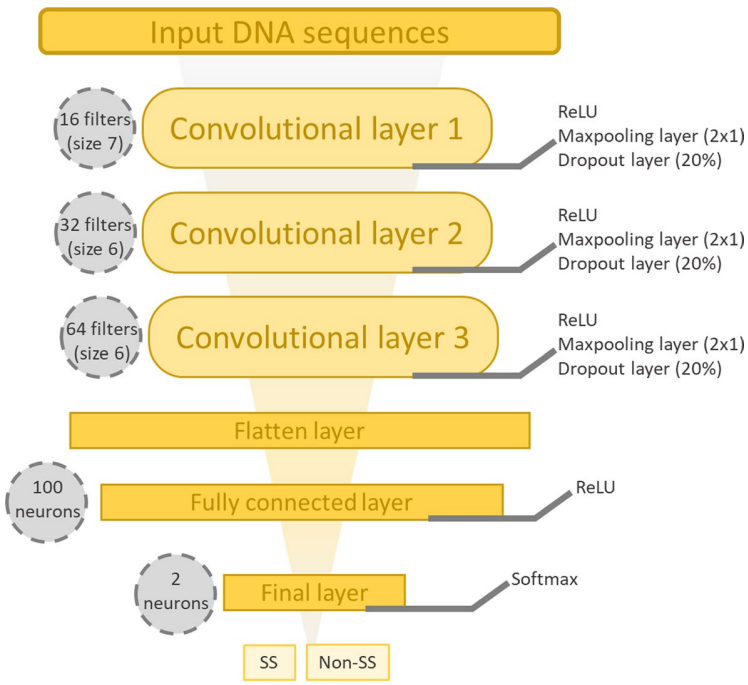 Input DNA sequences
16 filters
(size 7)
Convolutional layer 1
ReLU
Maxpooling layer (2x1)
Dropout layer (20%)
32 filters
(size 6)
Convolutional layer 2
ReLU
Maxpooling layer (2x1)
Dropout layer (20%)
64 filters
(size 6)
Convolutional layer 3
ReLU
Maxpooling layer (2x1)
Dropout layer (20%)
Flatten layer
100
neurons
Fully connected layer
ReLU
2
neurons
Final layer
Softmax
SS
Non-SS